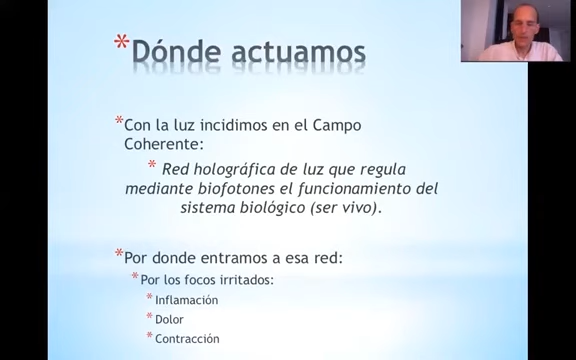 * Dónde actuamos
* Con la luz incidimos en el Campo
Coherente:
* Red holográfica de luz que regula
mediante biofotones el funcionamiento del
sistema biológico (ser vivo).
* Por donde entramos a esa red:
* Por los focos irritados:
* Inflamación
* Dolor
* Contracción